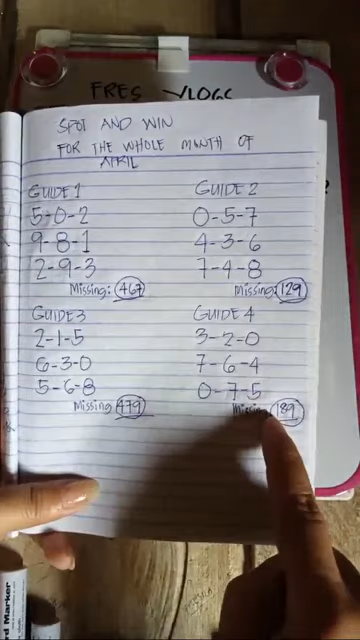 FRES VLOGS
SPOT AND WIN
FOR THE WHOLE MONTH OF
APRIL
GUIDE 1
5-0-2
9-8-1
2-9-3
Missing: 467
GUIDE 2
0-5-7
4-3-6
7-4-8
Missing: 129
GUIDE3
2-1-5
6-3-0
5-6-8
Missing 479
GUIDE 4
3-2-0
7-6-4
0-7-5
Missing 189
Marker